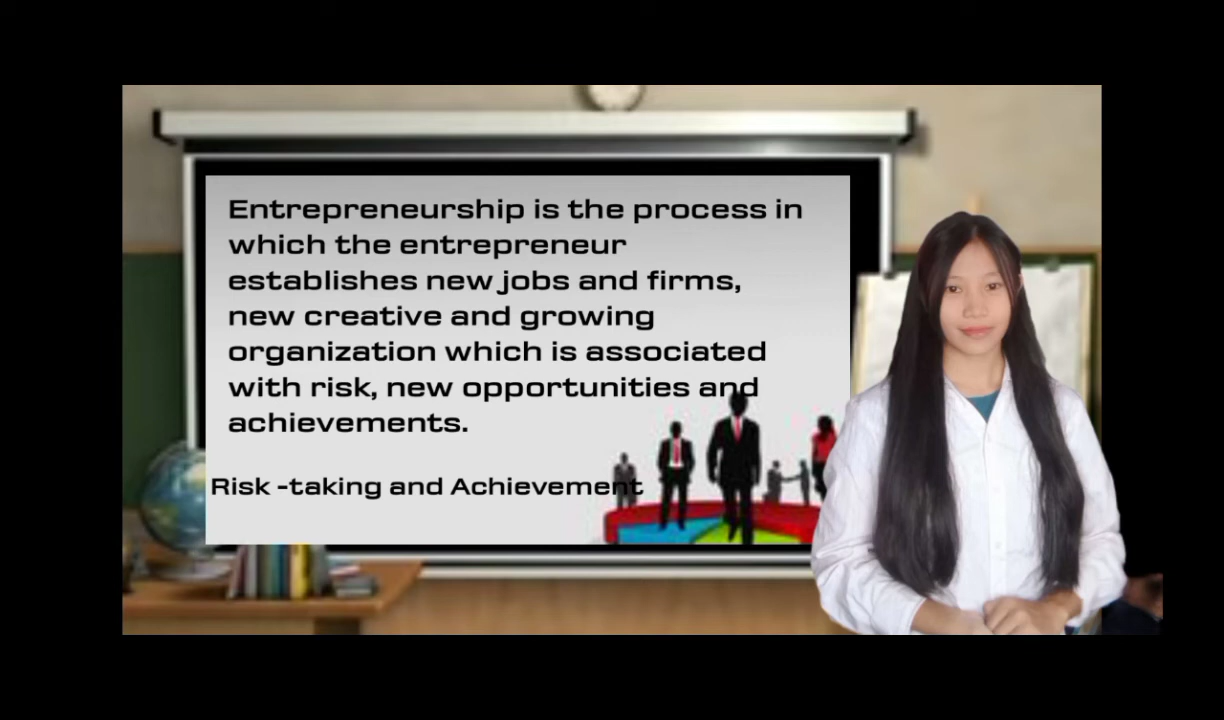 Entrepreneurship is the process in
which the entrepreneur
establishes new jobs and firms,
new creative and growing
organization which is associated
with risk, new opportunities and
achievements.
Risk -taking and Achievement